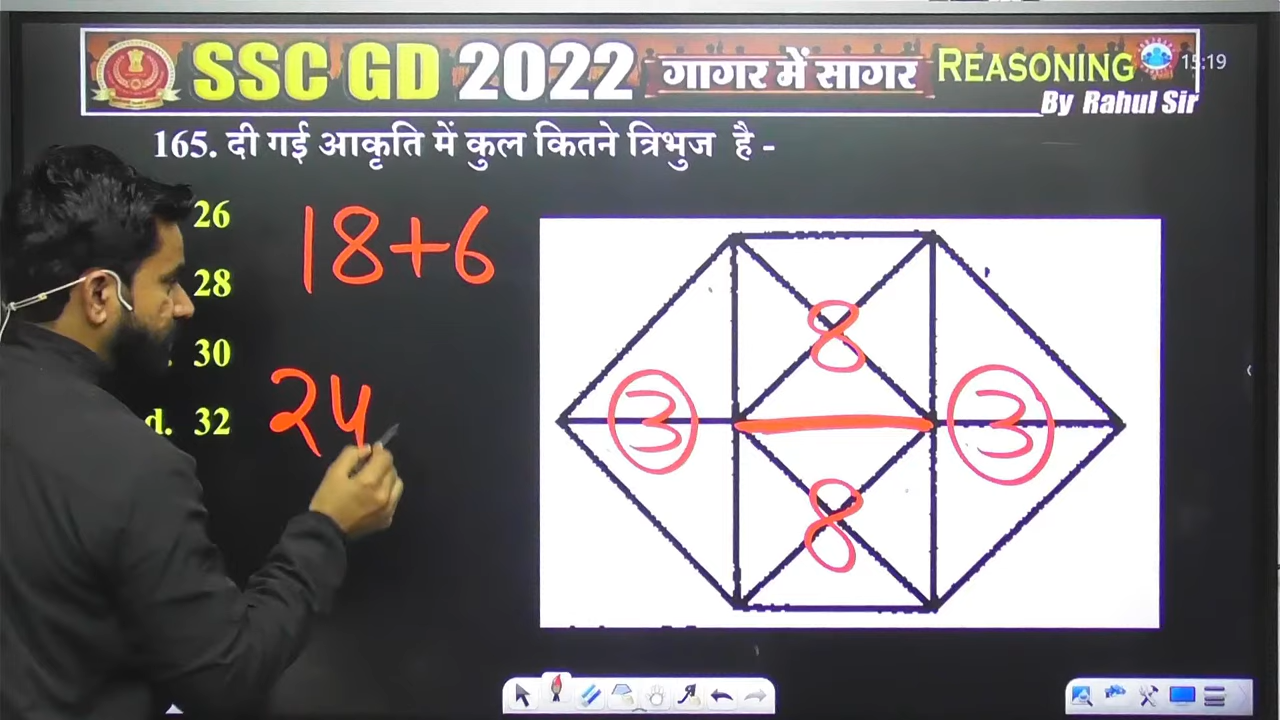 SSC GD 2022 गागर में सागर REASONING 15:19
By Rahul Sir
165. दी गई आकृति में कुल कितने त्रिभुज है -
26
28
30
d. 32
18+6
24
8
3
3
8